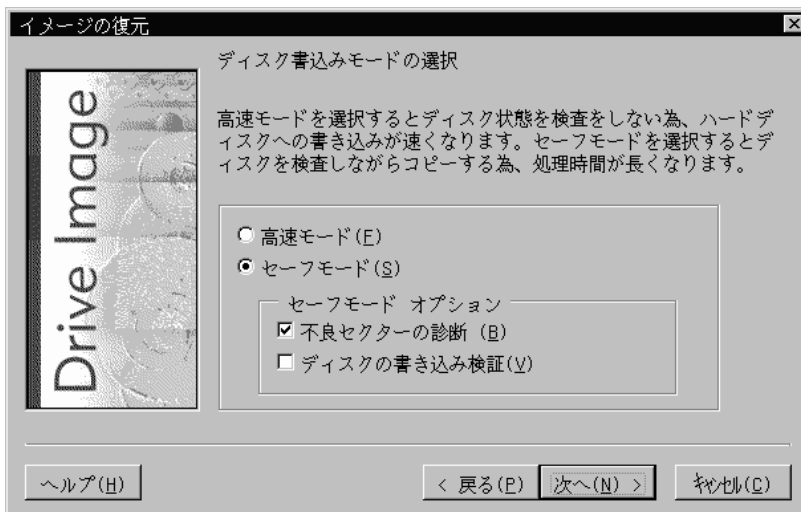 イメージの復元
Drive Image
ディスク書込みモードの選択
高速モードを選択するとディスク状態を検査をしない為、ハードデ
ィスクへの書き込みが速くなります。セーフモードを選択するとデ
ィスクを検査しながらコピーする為、処理時間が長くなります。
高速モード(F)
セーフモード(S)
セーフモード オプション
不良セクターの診断 (B)
ディスクの書き込み検証(V)
ヘルプ(H)
< 戻る(P)
次へ(N) >
キャンセル(C)